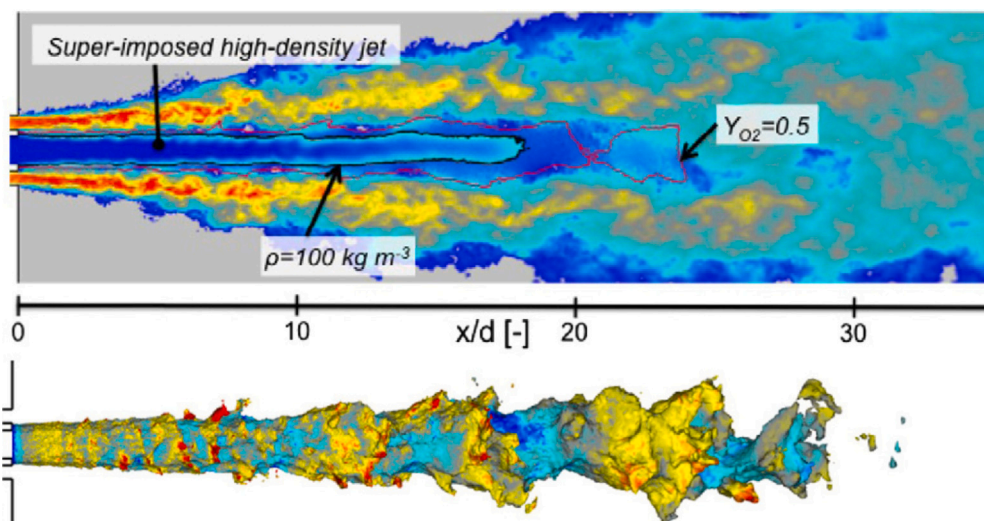 Super-imposed high-density jet
Y_O2=0.5
ρ=100 kg m⁻³
0 10 20 30
x/d [-]